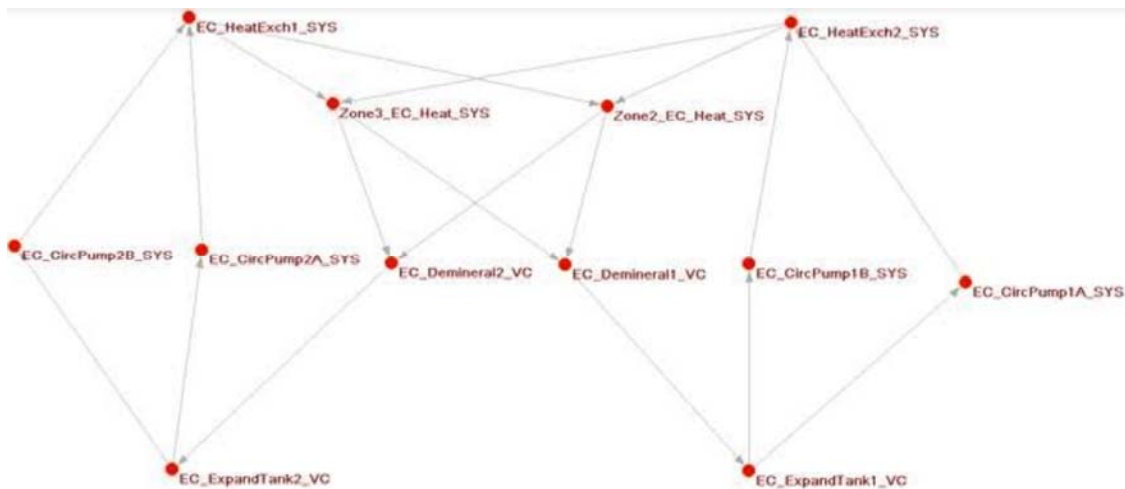 EC_HeatExch1_SYS
EC_HeatExch2_SYS
Zone3_EC_Heat_SYS
Zone2_EC_Heat_SYS
EC_CircPump2B_SYS
EC_CircPump2A_SYS
EC_Demineral2_VC
EC_Demineral1_VC
EC_CircPump1B_SYS
EC_CircPump1A_SYS
EC_ExpandTank2_VC
EC_ExpandTank1_VC